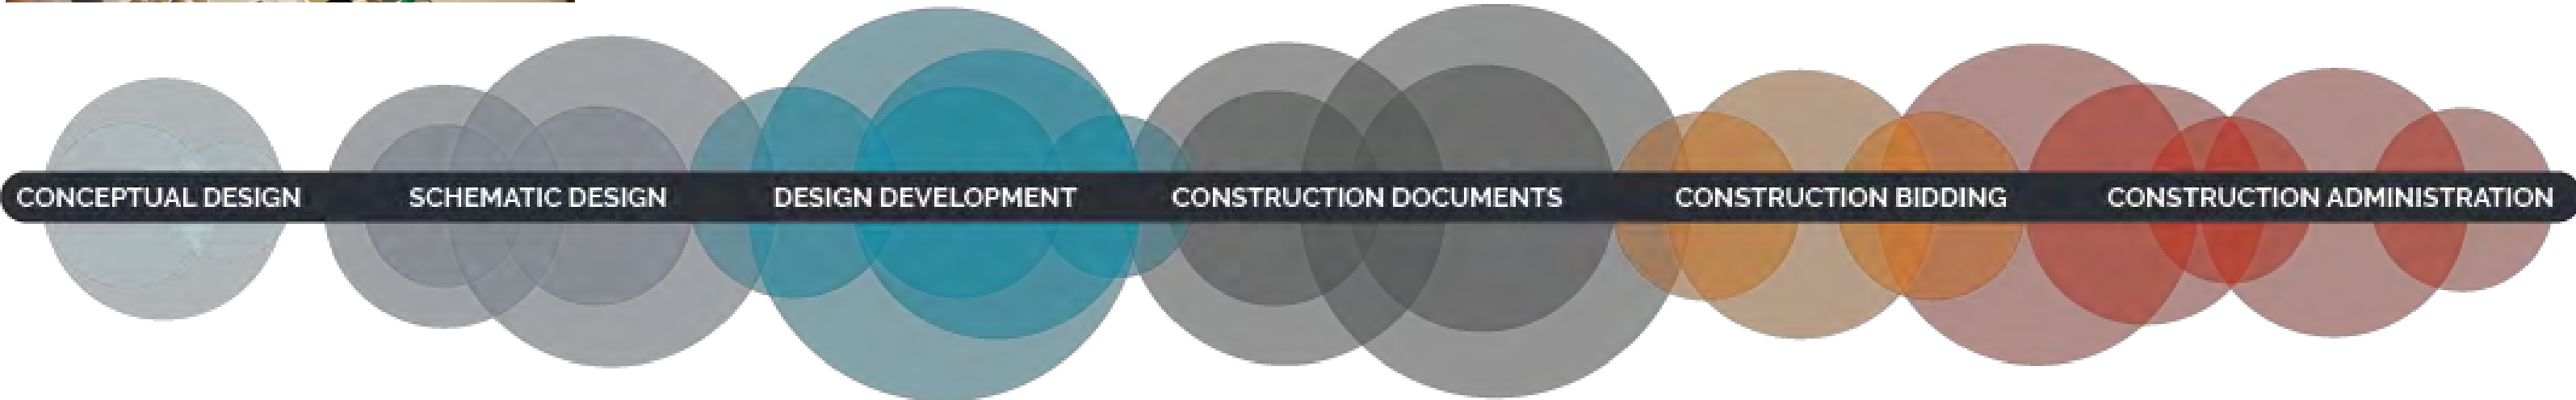 CONCEPTUAL DESIGN
SCHEMATIC DESIGN
DESIGN DEVELOPMENT
CONSTRUCTION DOCUMENTS
CONSTRUCTION BIDDING
CONSTRUCTION ADMINISTRATION